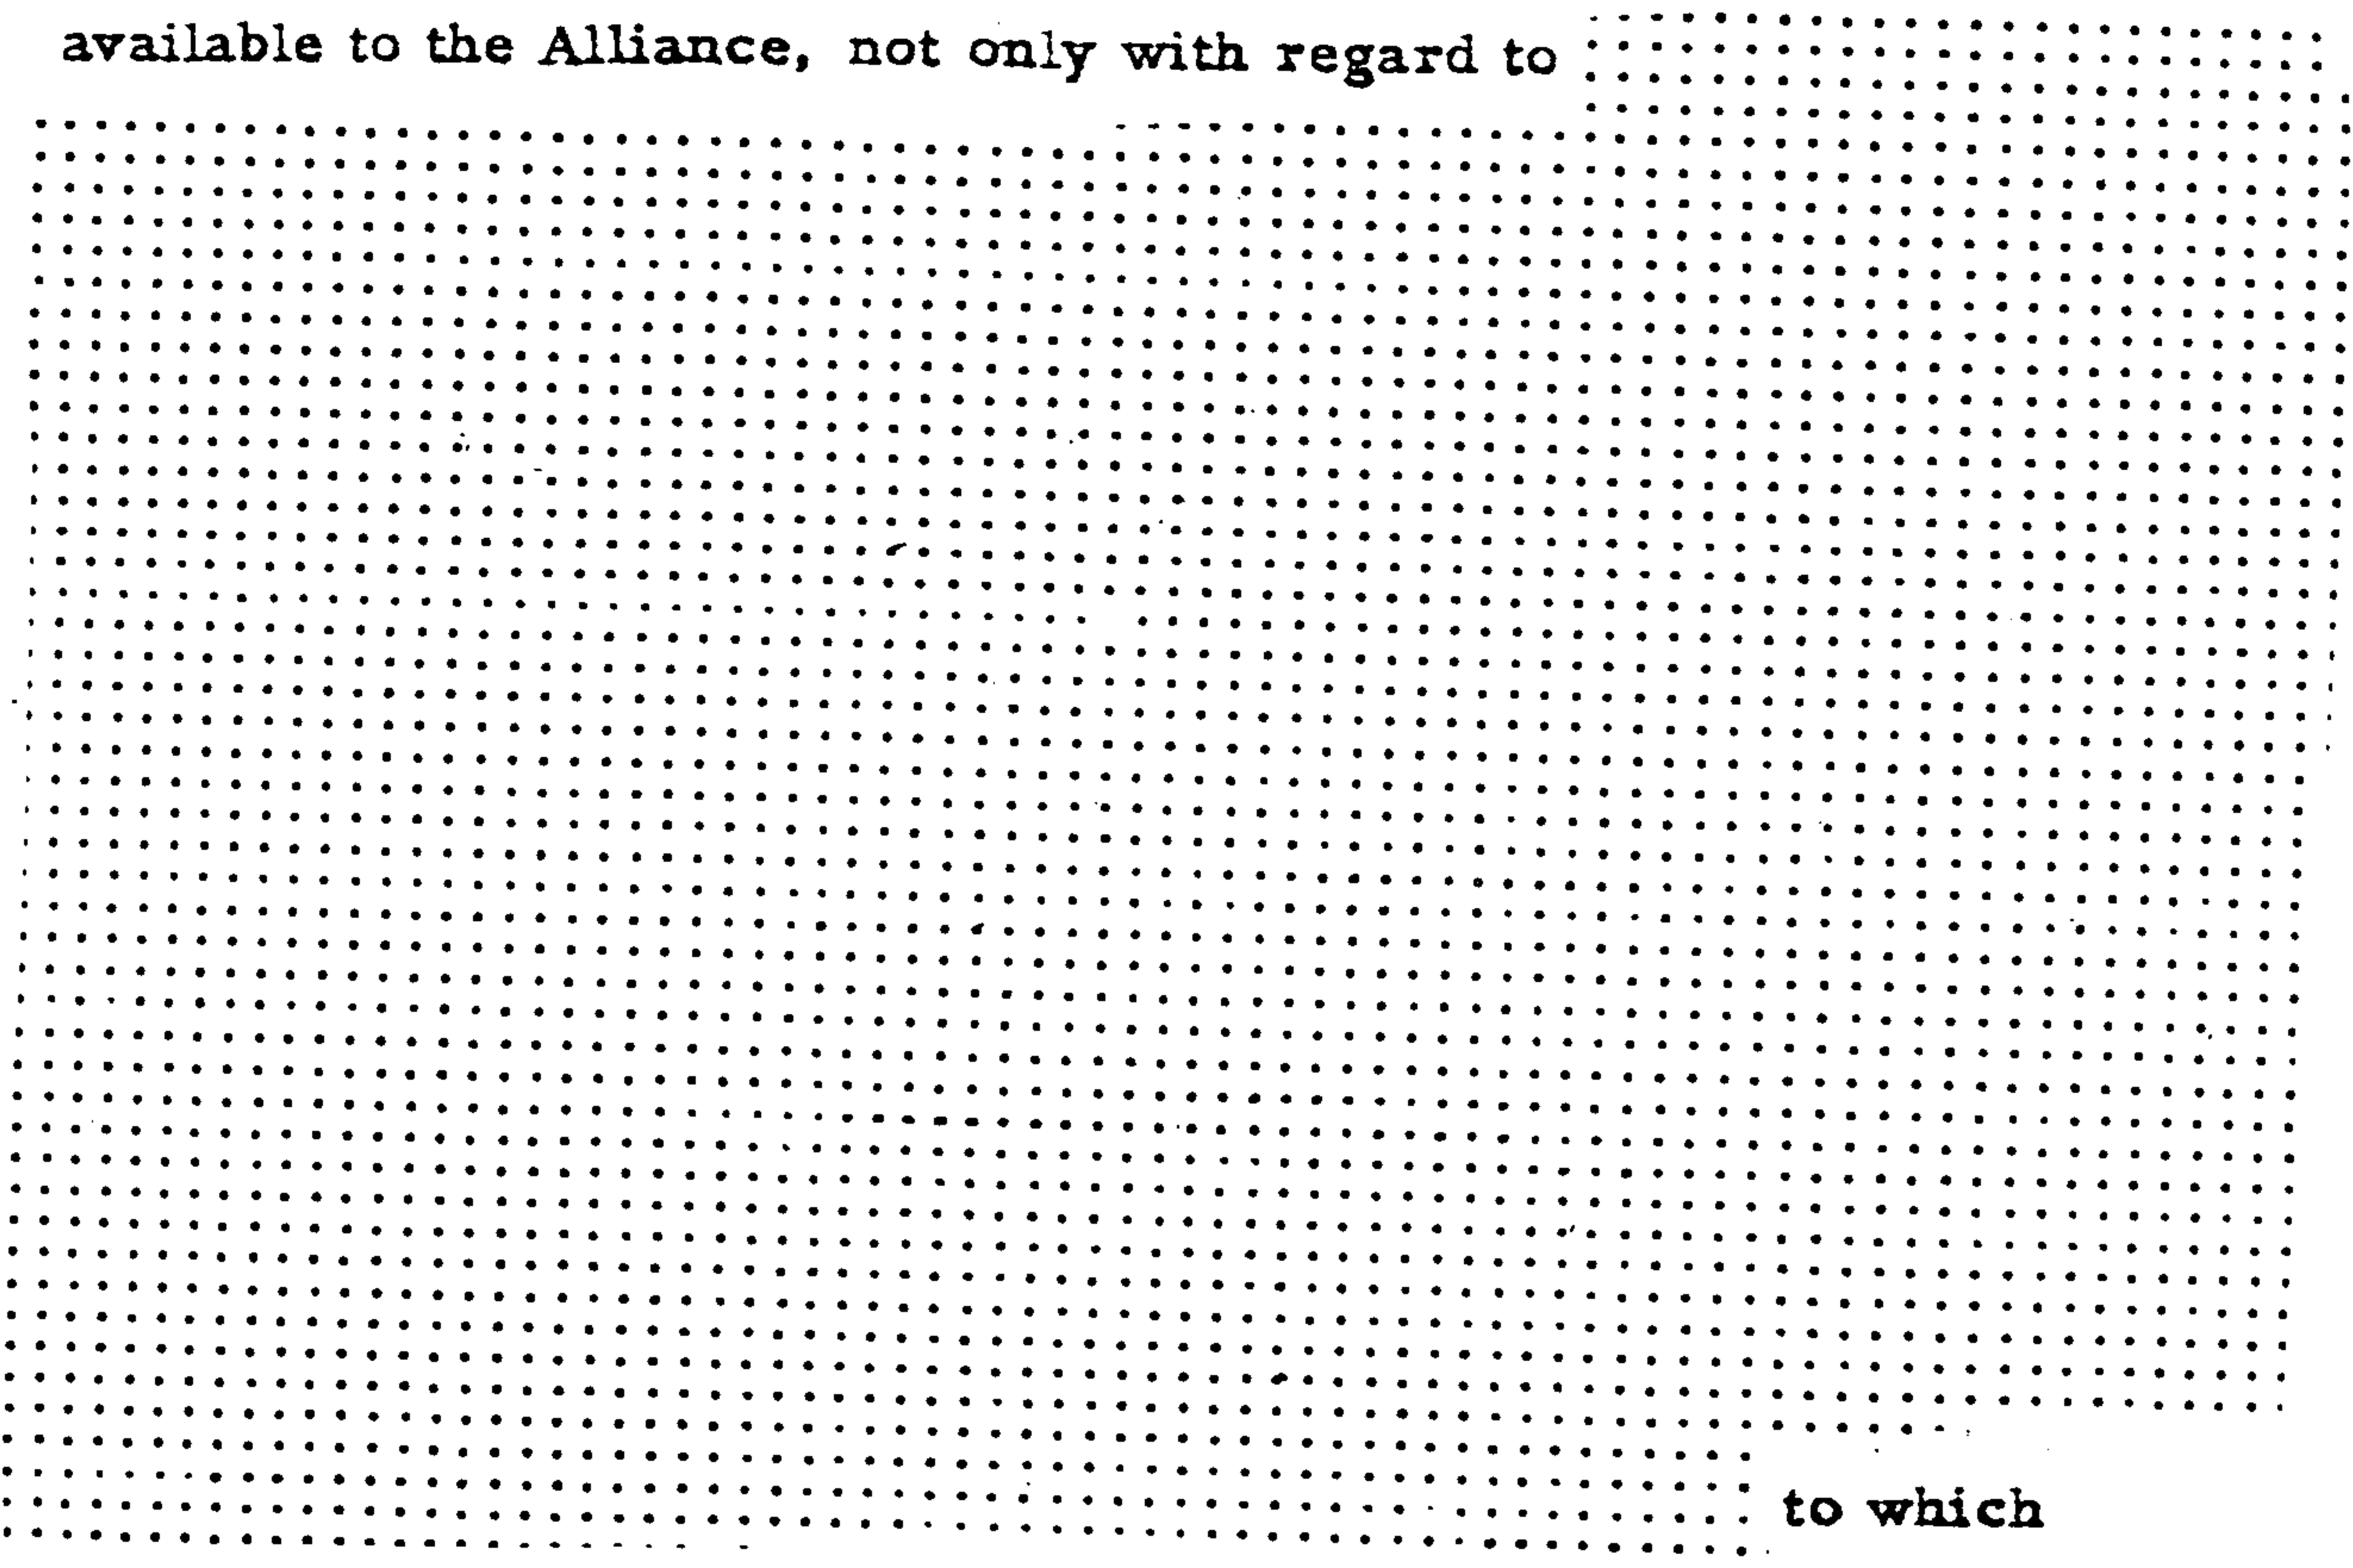 available to the Alliance, not only with regard to
to which